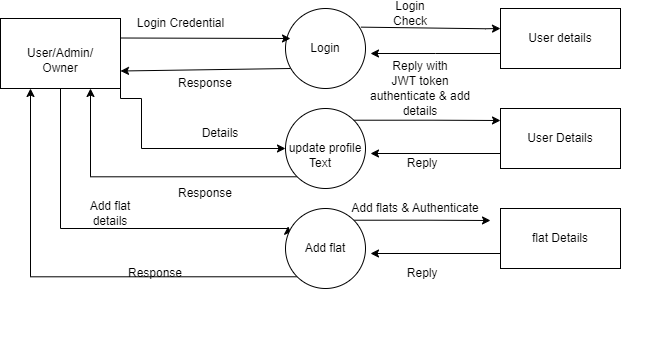 Login Credential
Login
Check
User/Admin/
Owner
Login
User details
Response
Reply with
JWT token
authenticate & add
details
Details
update profile
Text
User Details
Reply
Response
Add flat
details
Add flats & Authenticate
Add flat
flat Details
Response
Reply